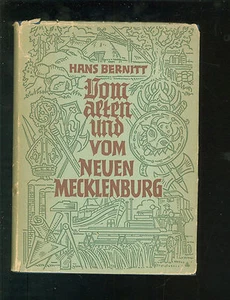 HANS BERNITT
Vom
alten und
VOM
NEUEN
MECKLENBURG